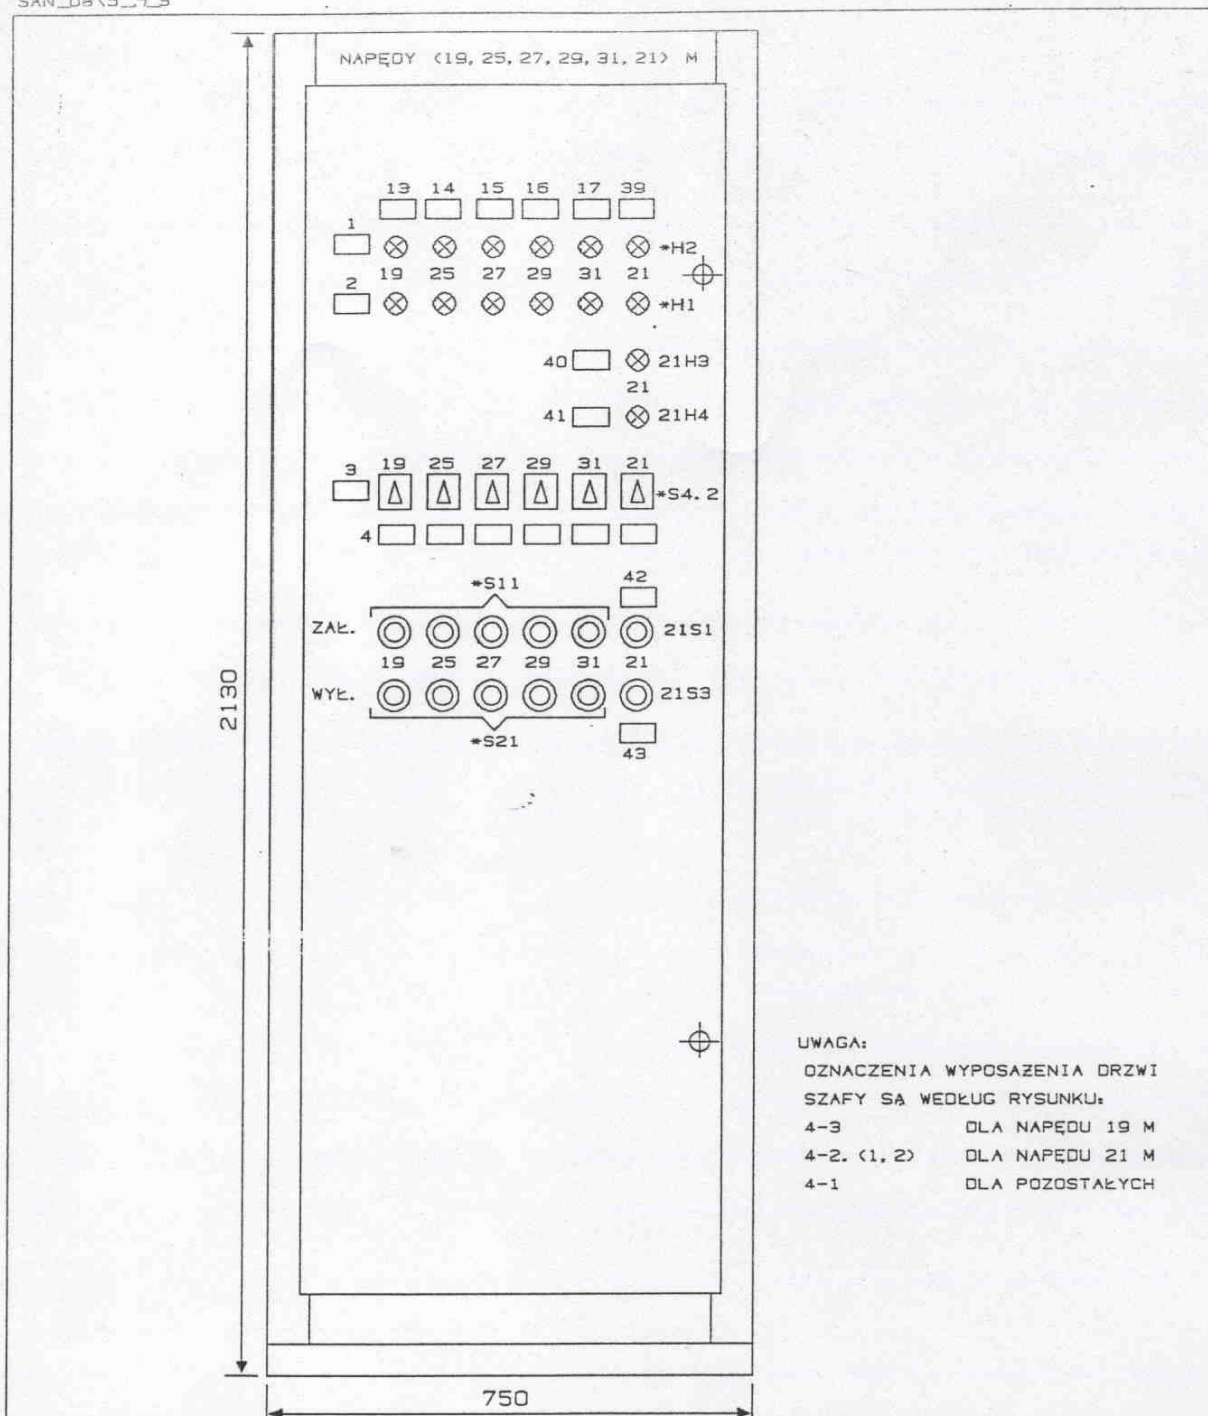 NAPĘDY (19, 25, 27, 29, 31, 21) M
13 14 15 16 17 39
1
*H2
19 25 27 29 31 21
2
*H1
40 21H3
21
41 21H4
3 19 25 27 29 31 21
*S4.2
4
*S11 42
ZAŁ. 21S1
19 25 27 29 31 21
WYŁ. 21S3
*S21
43
2130
UWAGA:
OZNACZENIA WYPOSAŻENIA DRZWI
SZAFY SĄ WEDŁUG RYSUNKU:
4-3 DLA NAPĘDU 19 M
4-2. (1, 2) DLA NAPĘDU 21 M
4-1 DLA POZOSTAŁYCH
750